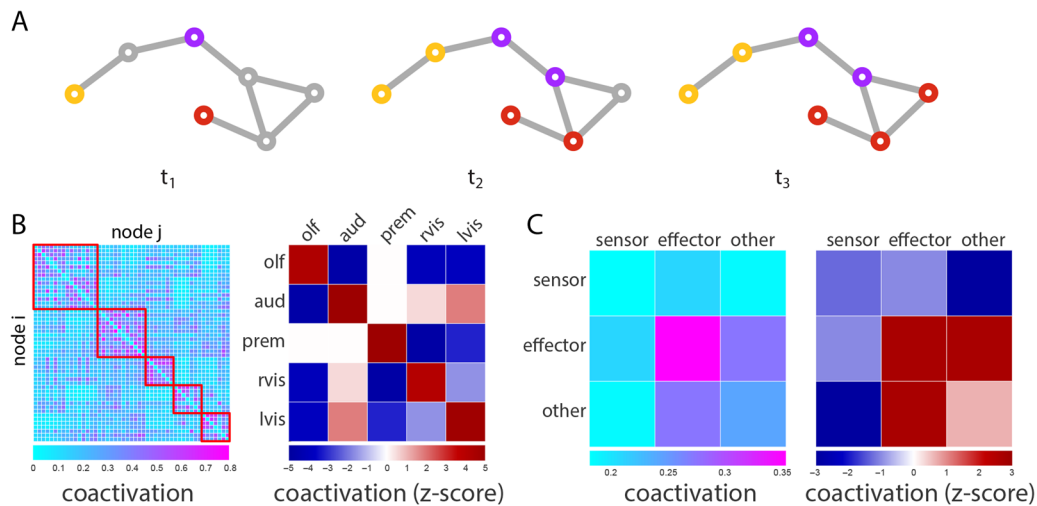 A
t1
t2
t3
B
node j
node i
0 0.1 0.2 0.3 0.4 0.5 0.6 0.7 0.8
coactivation
olf aud prem rvis lvis
olf
aud
prem
rvis
lvis
−5 −4 −3 −2 −1 0 1 2 3 4 5
coactivation (z-score)
C
sensor effector other
sensor
effector
other
0.2 0.25 0.3 0.35
coactivation
sensor effector other
−3 −2 −1 0 1 2 3
coactivation (z-score)